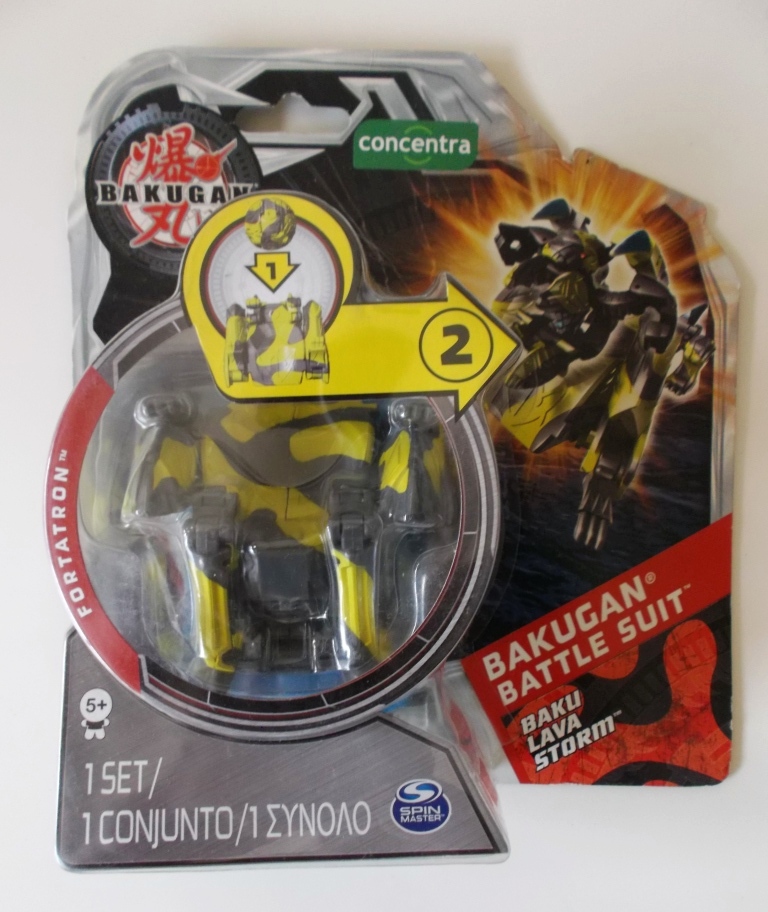 concentra
爆
BAKUGAN
丸
1
2
FORTATRON™
BAKUGAN®
BATTLE SUIT™
BAKU
LAVA
STORM™
5+
1 SET/
1 CONJUNTO/1 ΣΥΝΟΛΟ
SPIN
MASTER™